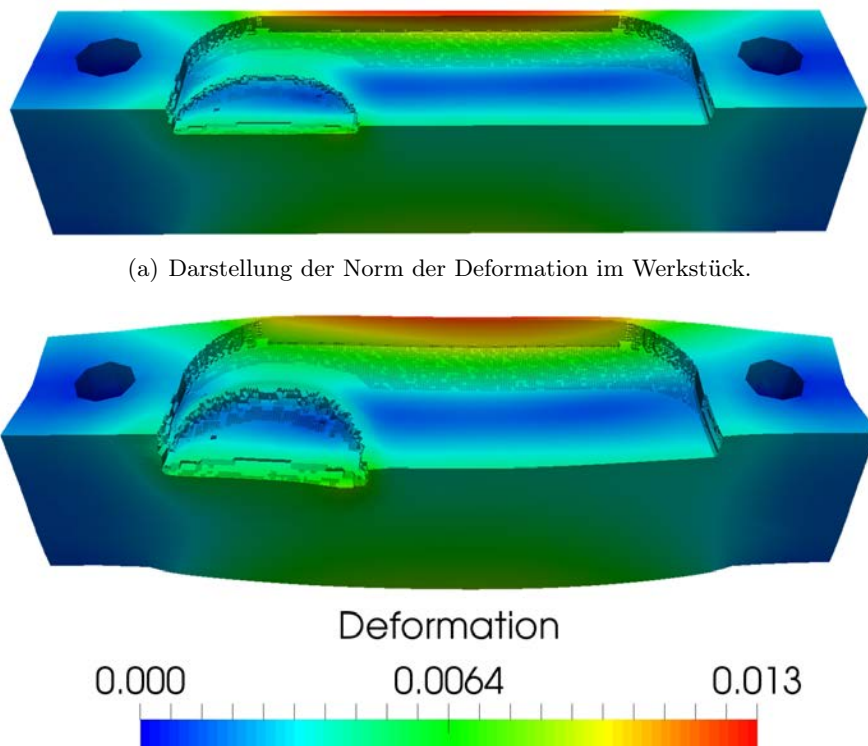 (a) Darstellung der Norm der Deformation im Werkstück.
Deformation
0.000 0.0064 0.013